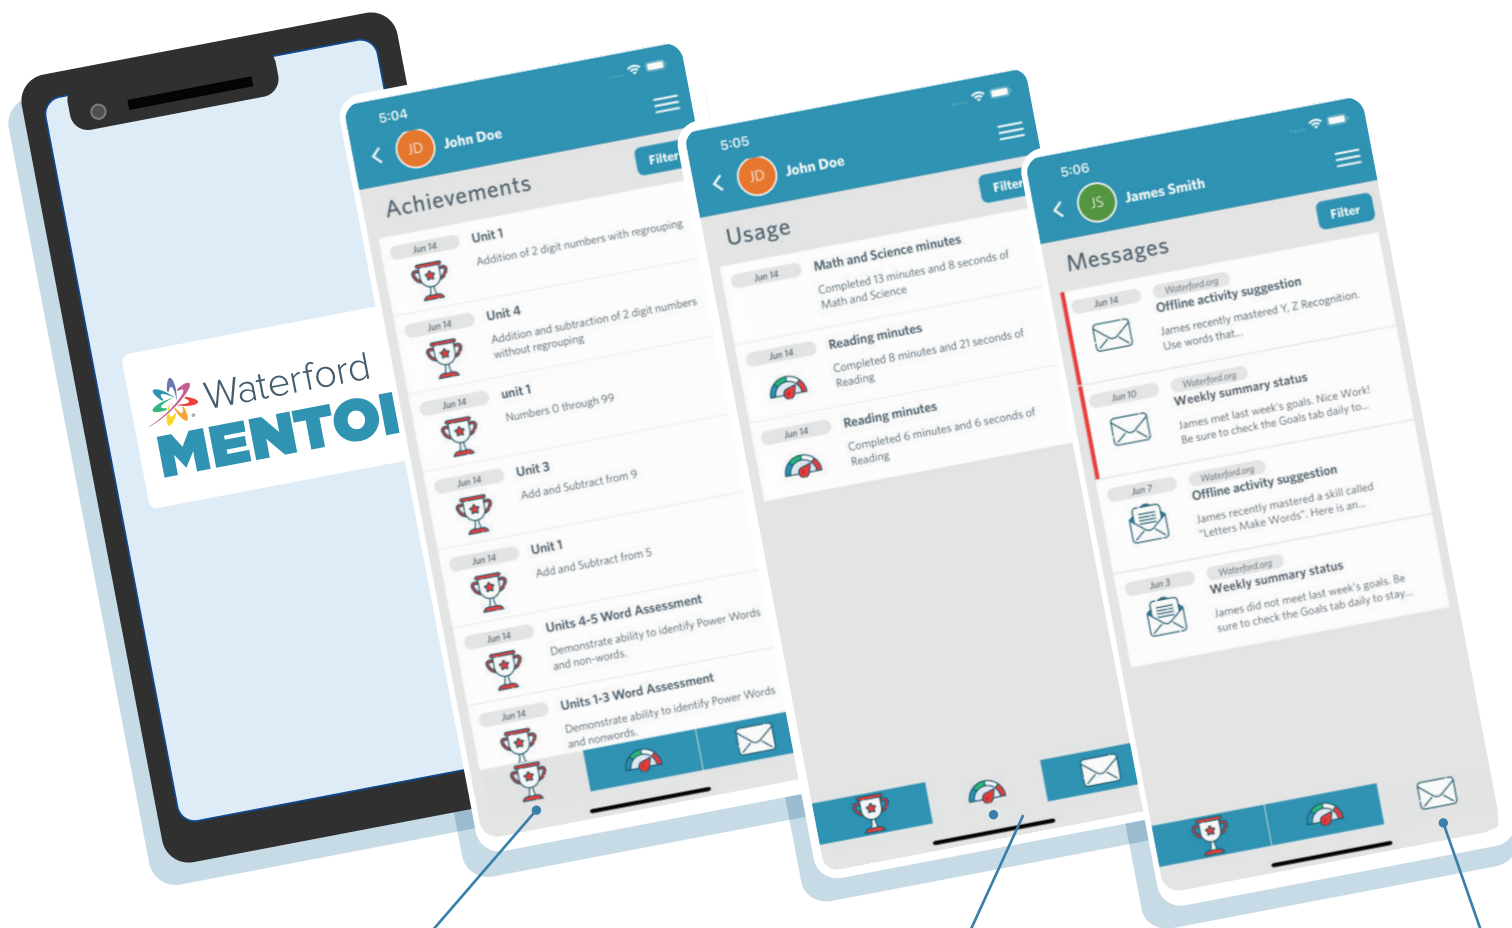 Waterford
MENTOR
5:04
JD
John Doe
Filter
Achievements
Jun 14
Unit 1
Addition of 2 digit numbers with regrouping
Jun 14
Unit 4
Addition and subtraction of 2 digit numbers
without regrouping
Jun 14
unit 1
Numbers 0 through 99
Jun 14
Unit 3
Add and Subtract from 9
Jun 14
Unit 1
Add and Subtract from 5
Jun 14
Units 4-5 Word Assessment
Demonstrate ability to identify Power Words
and non-words.
Jun 14
Units 1-3 Word Assessment
Demonstrate ability to identify Power Words
and nonwords.
5:05
JD
John Doe
Filter
Usage
Jun 14
Math and Science minutes
Completed 13 minutes and 8 seconds of
Math and Science
Jun 14
Reading minutes
Completed 8 minutes and 21 seconds of
Reading
Jun 14
Reading minutes
Completed 6 minutes and 6 seconds of
Reading
5:06
JS
James Smith
Filter
Messages
Jun 14
Waterford.org
Offline activity suggestion
James recently mastered Y, Z Recognition.
Use words that...
Jun 10
Waterford.org
Weekly summary status
James met last week's goals. Nice Work!
Be sure to check the Goals tab daily to...
Jun 7
Waterford.org
Offline activity suggestion
James recently mastered a skill called
"Letters Make Words". Here is an...
Jun 3
Waterford.org
Weekly summary status
James did not meet last week's goals. Be
sure to check the Goals tab daily to stay...